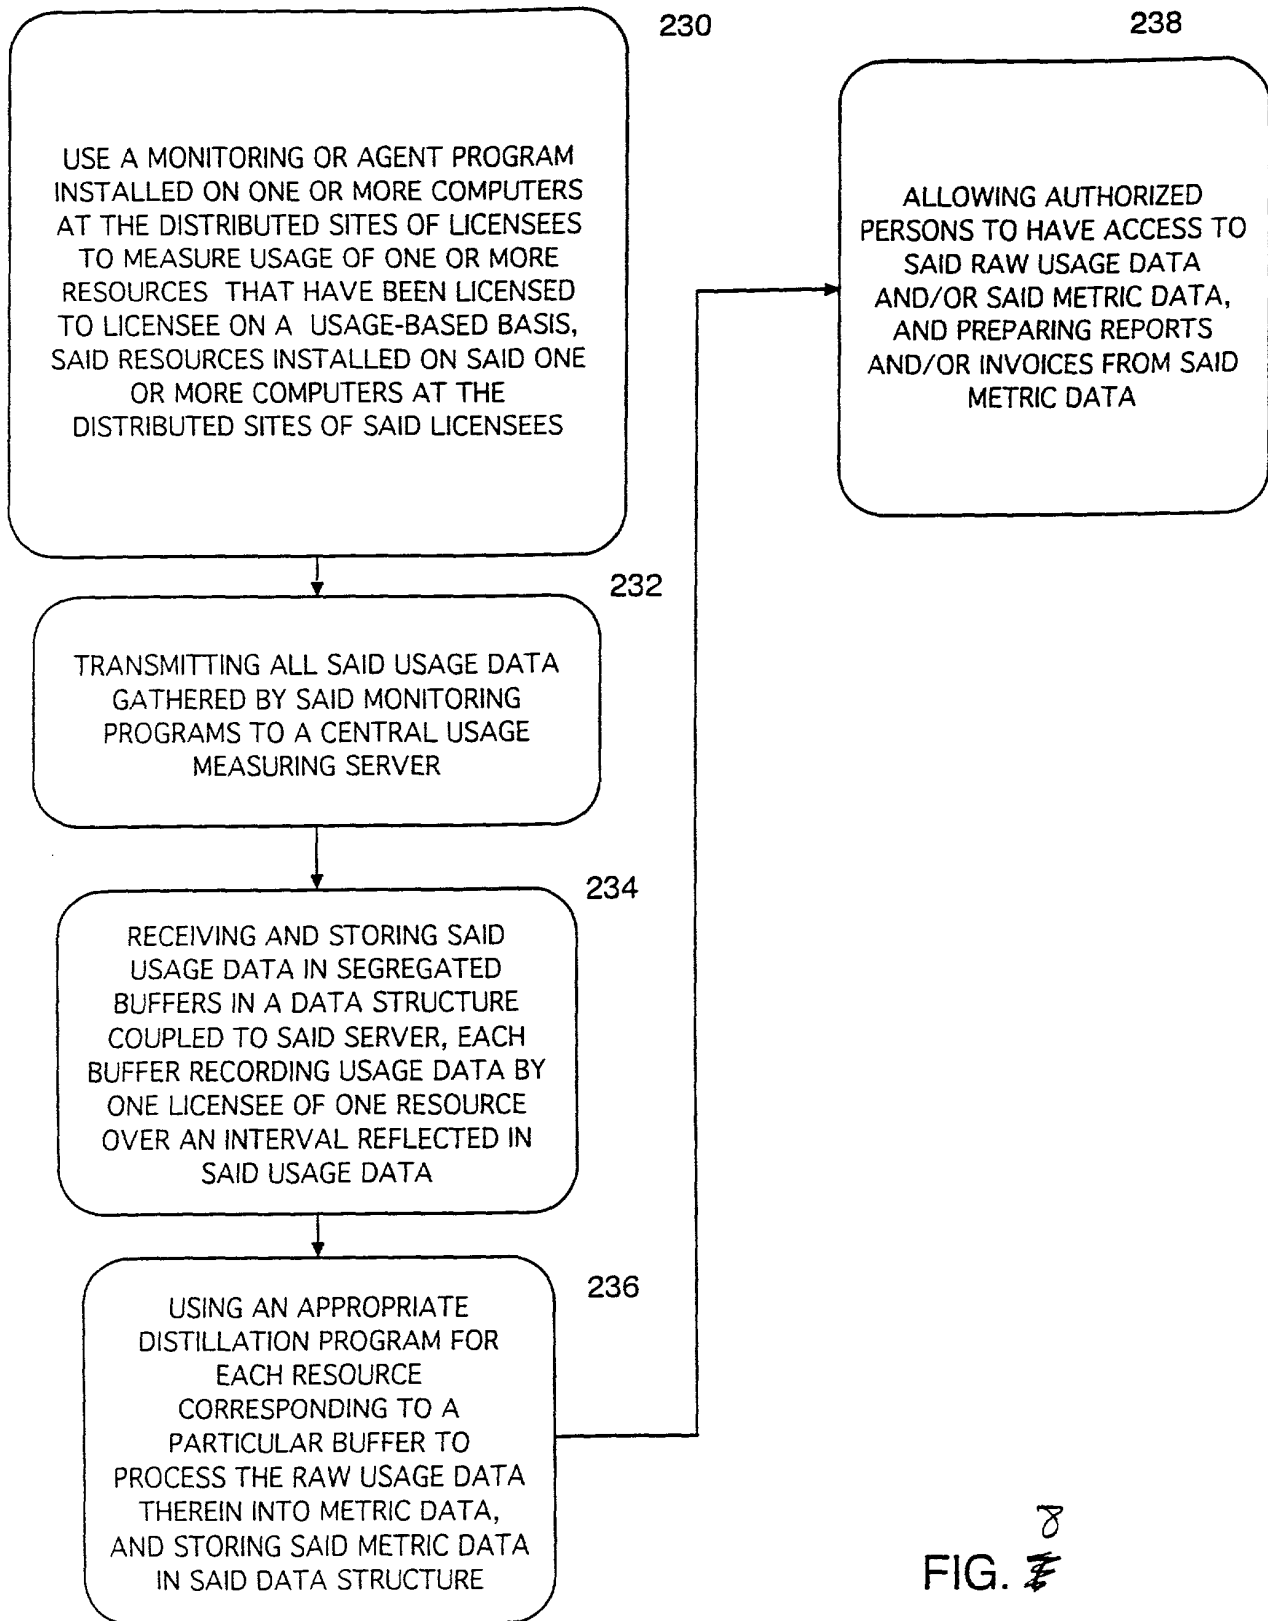 230
USE A MONITORING OR AGENT PROGRAM
INSTALLED ON ONE OR MORE COMPUTERS
AT THE DISTRIBUTED SITES OF LICENSEES
TO MEASURE USAGE OF ONE OR MORE
RESOURCES THAT HAVE BEEN LICENSED
TO LICENSEE ON A USAGE-BASED BASIS,
SAID RESOURCES INSTALLED ON SAID ONE
OR MORE COMPUTERS AT THE
DISTRIBUTED SITES OF SAID LICENSEES
232
TRANSMITTING ALL SAID USAGE DATA
GATHERED BY SAID MONITORING
PROGRAMS TO A CENTRAL USAGE
MEASURING SERVER
234
RECEIVING AND STORING SAID
USAGE DATA IN SEGREGATED
BUFFERS IN A DATA STRUCTURE
COUPLED TO SAID SERVER, EACH
BUFFER RECORDING USAGE DATA BY
ONE LICENSEE OF ONE RESOURCE
OVER AN INTERVAL REFLECTED IN
SAID USAGE DATA
236
USING AN APPROPRIATE
DISTILLATION PROGRAM FOR
EACH RESOURCE
CORRESPONDING TO A
PARTICULAR BUFFER TO
PROCESS THE RAW USAGE DATA
THEREIN INTO METRIC DATA,
AND STORING SAID METRIC DATA
IN SAID DATA STRUCTURE
238
ALLOWING AUTHORIZED
PERSONS TO HAVE ACCESS TO
SAID RAW USAGE DATA
AND/OR SAID METRIC DATA,
AND PREPARING REPORTS
AND/OR INVOICES FROM SAID
METRIC DATA
8
FIG.